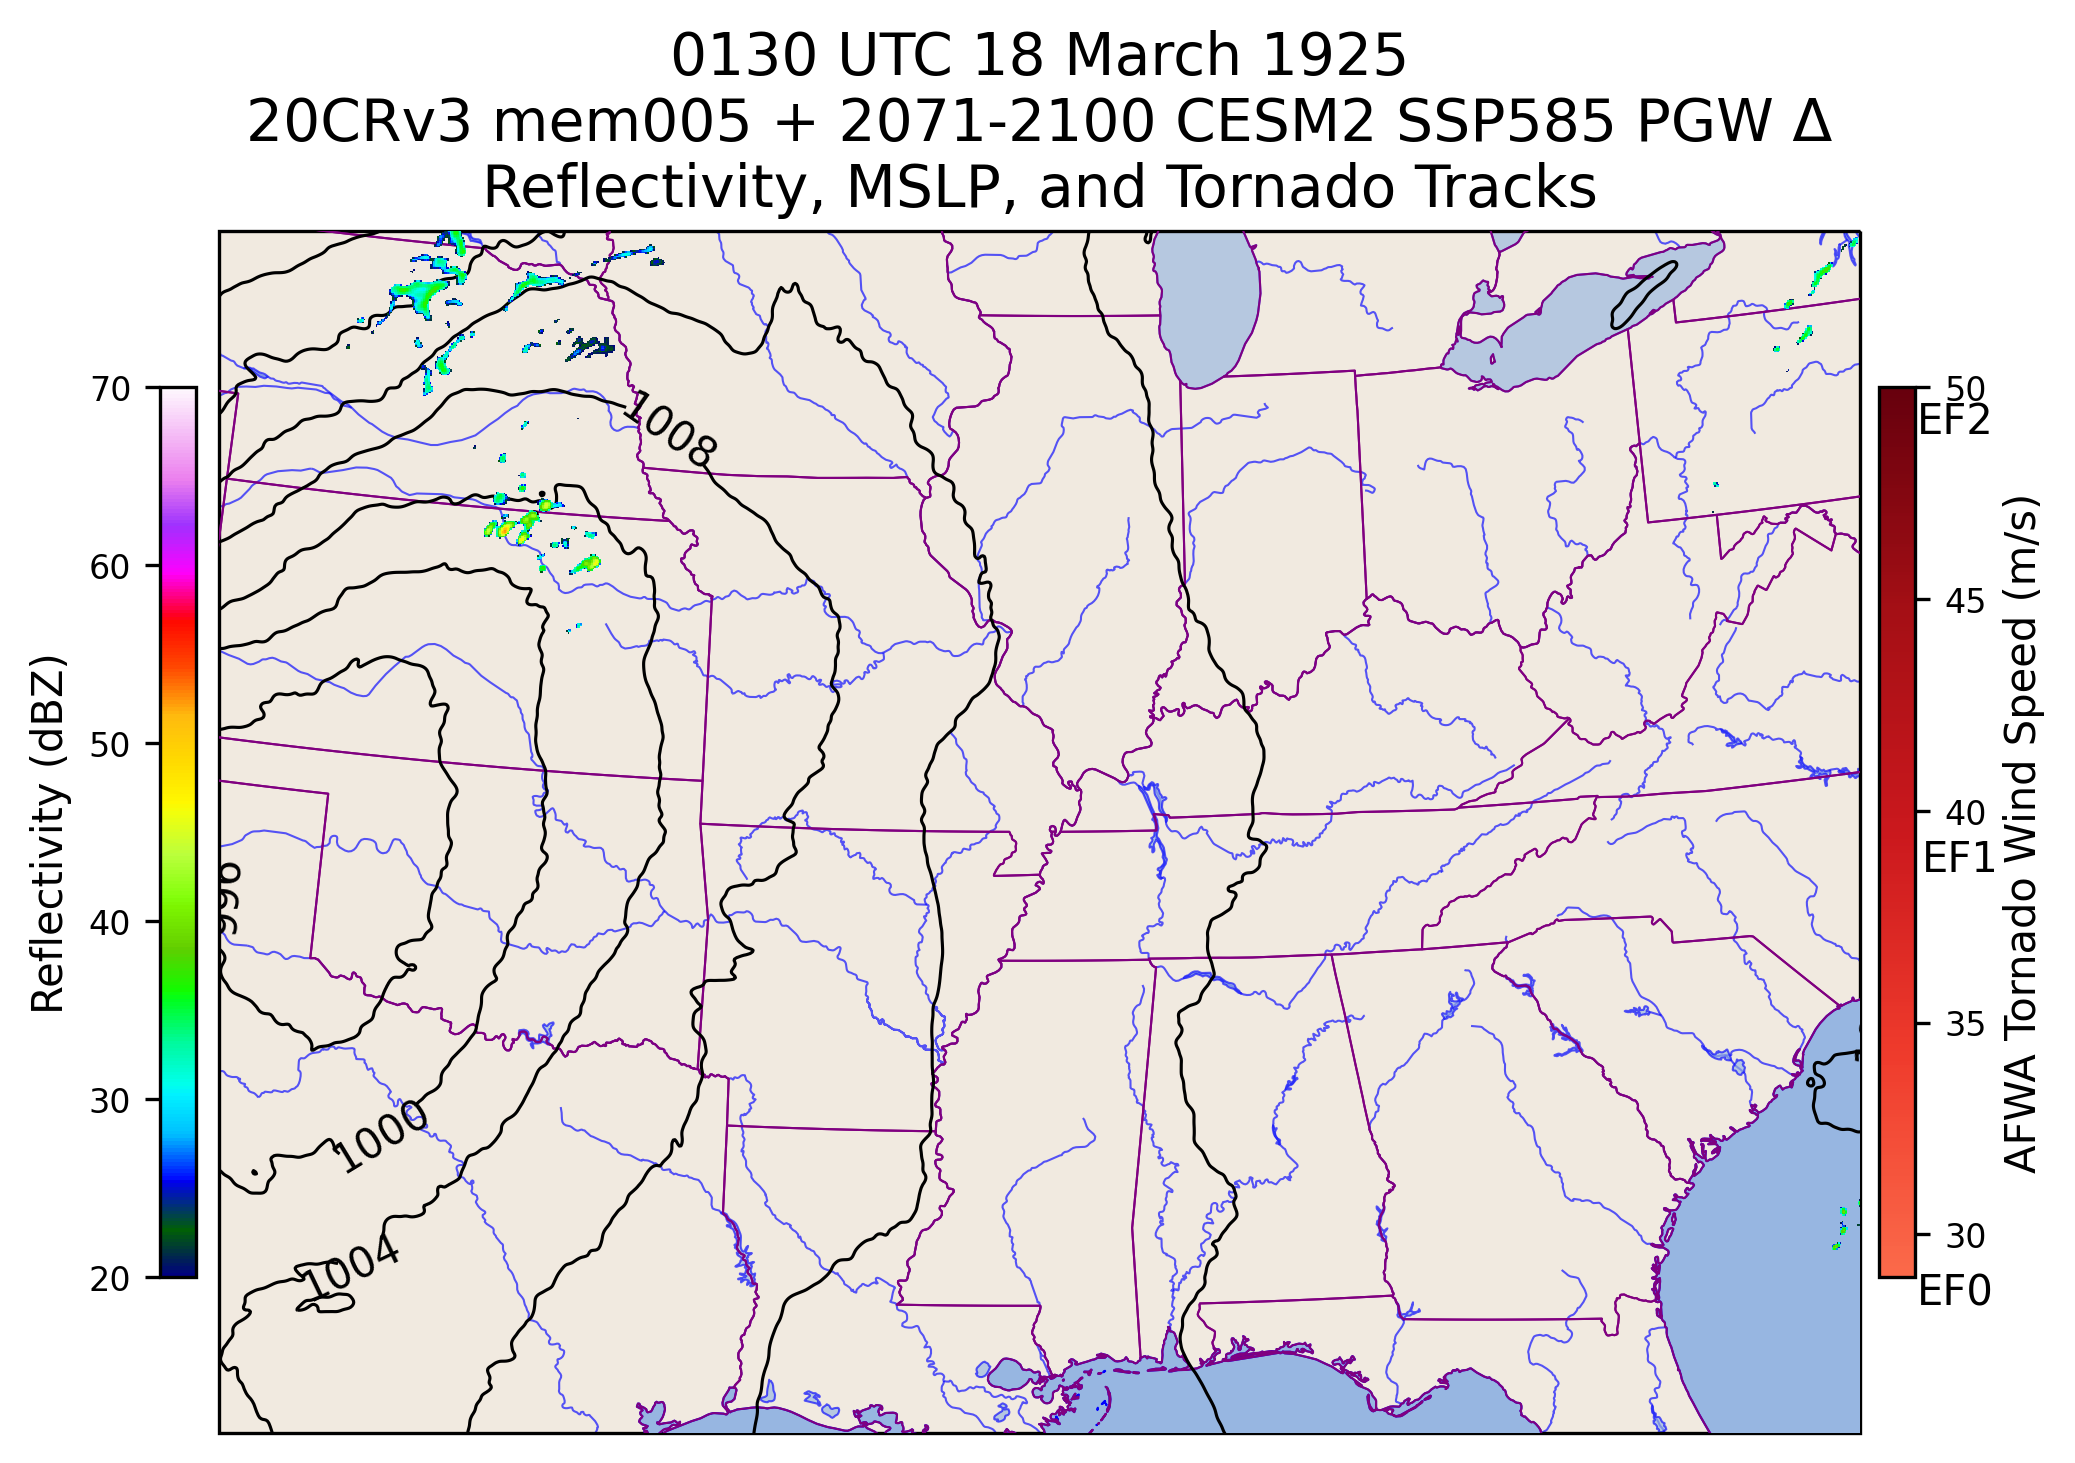 0130 UTC 18 March 1925
20CRv3 mem005 + 2071-2100 CESM2 SSP585 PGW Δ
Reflectivity, MSLP, and Tornado Tracks
70
60
50
40
30
20
Reflectivity (dBZ)
1008
996
1000
1004
50
EF2
45
40
EF1
35
30
EF0
AFWA Tornado Wind Speed (m/s)